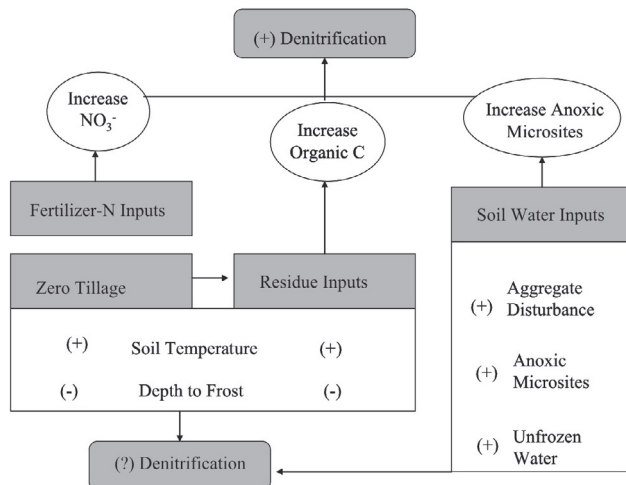 (+) Denitrification
Increase
NO₃⁻
Increase
Organic C
Increase Anoxic
Microsites
Fertilizer-N Inputs
Soil Water Inputs
Zero Tillage
Residue Inputs
(+) Soil Temperature (+)
(-) Depth to Frost (-)
(+) Aggregate
Disturbance
(+) Anoxic
Microsites
(+) Unfrozen
Water
(?) Denitrification